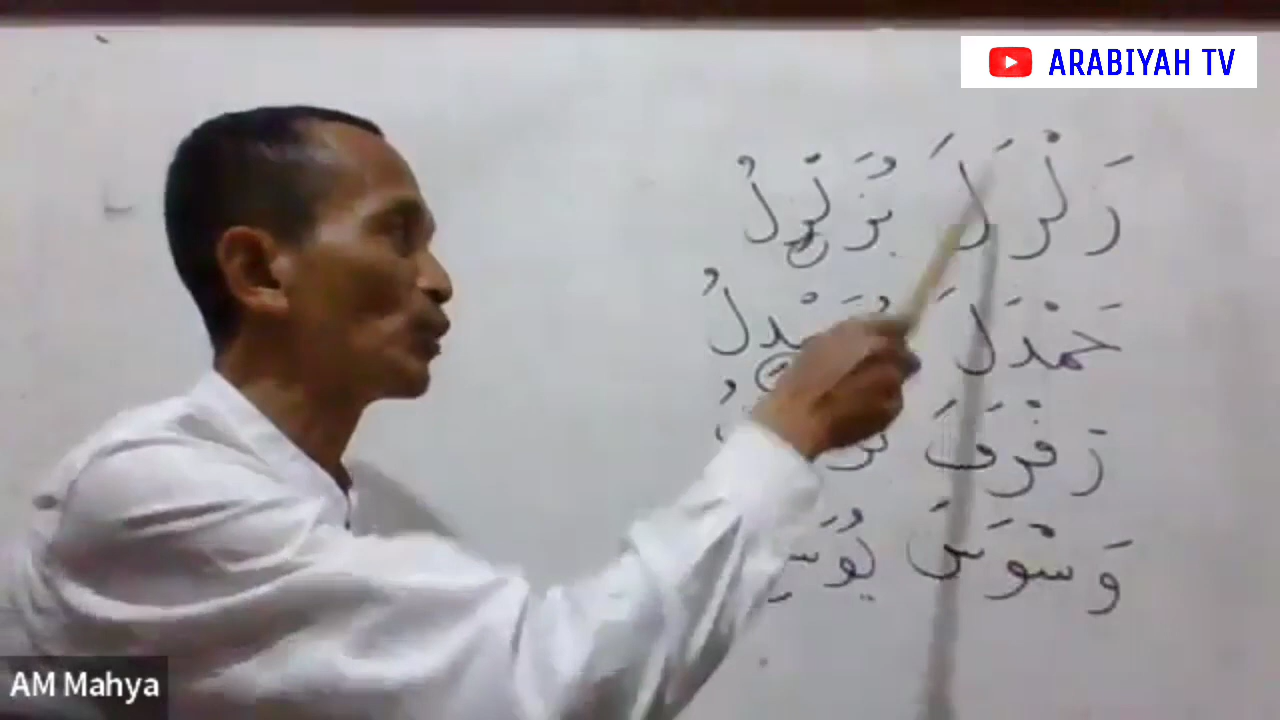 ARABIYAH TV
زَلْزَلَ يُزَلْزِلُ
حَمْدَلَ
رَفْرَفَ
وَسْوَسَ
AM Mahya